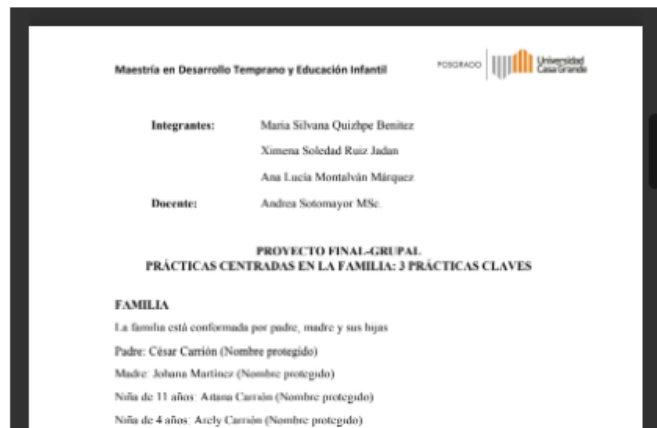 Maestría en Desarrollo Temprano y Educación Infantil
POSGRADO
Universidad
Casa Grande
Integrantes: Maria Silvana Quizhpe Benitez
Ximena Soledad Ruiz Jadan
Ana Lucía Montalván Márquez
Docente: Andrea Sotomayor MSc.
PROYECTO FINAL-GRUPAL
PRÁCTICAS CENTRADAS EN LA FAMILIA: 3 PRÁCTICAS CLAVES
FAMILIA
La familia está conformada por padre, madre y sus hijas
Padre: César Carrión (Nombre protegido)
Madre: Johana Martínez (Nombre protegido)
Niña de 11 años: Aitana Carrión (Nombre protegido)
Niña de 4 años: Arely Carrión (Nombre protegido)